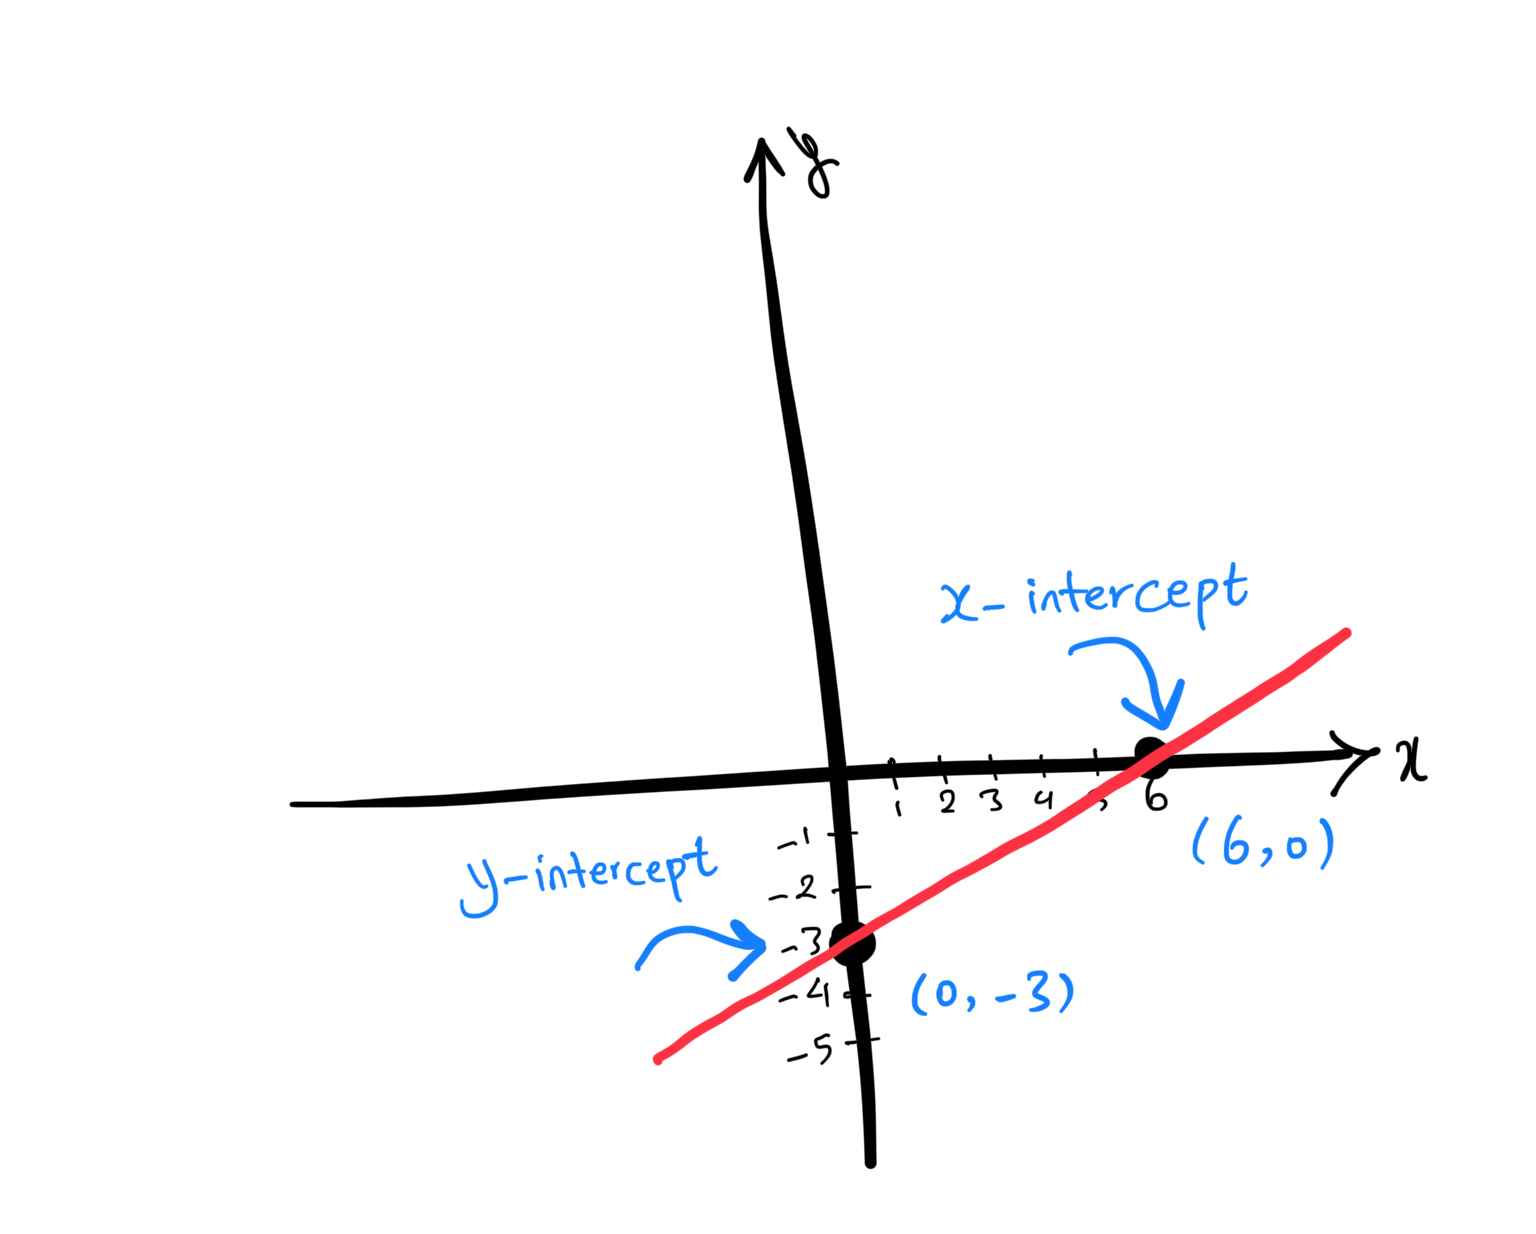 y
x- intercept
x
1 2 3 4 6
(6,0)
-1
y-intercept
-2
-3
-4
(0,-3)
-5